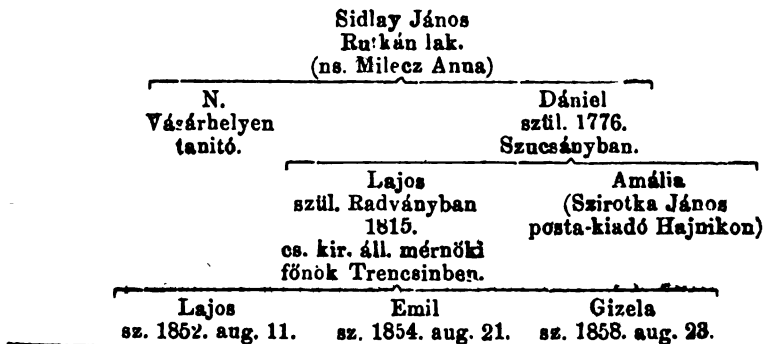 Sidlay János
Rutkán lak.
(ns. Milecz Anna)
N.
Vásárhelyen
tanitó.
Dániel
szül. 1776.
Szucsányban.
Lajos
szül. Radványban
1815.
cs. kir. áll. mérnöki
főnök Trencsinben.
Amália
(Szirotka János
posta-kiadó Hajnikon)
Lajos
sz. 1852. aug. 11.
Emil
sz. 1854. aug. 21.
Gizela
sz. 1858. aug. 23.